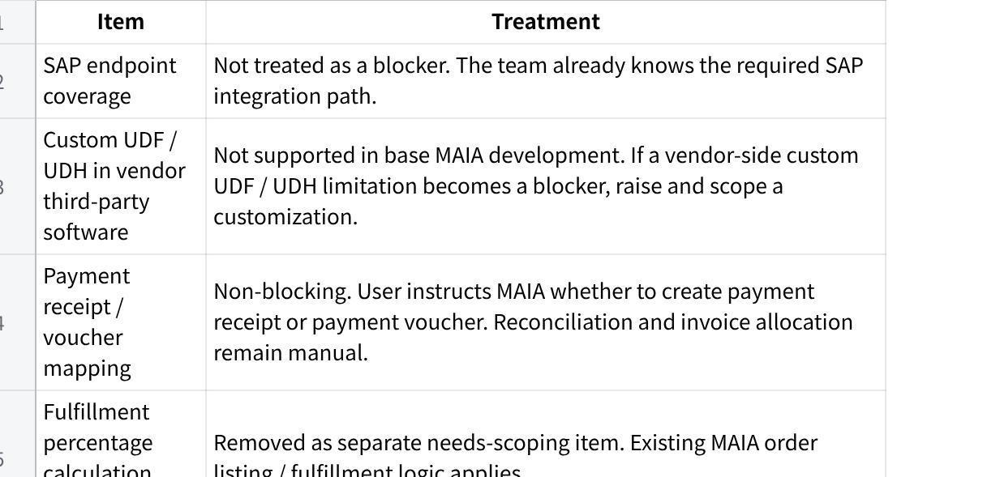 1
Item
Treatment
2
SAP endpoint
coverage
Not treated as a blocker. The team already knows the required SAP
integration path.
3
Custom UDF /
UDH in vendor
third-party
software
Not supported in base MAIA development. If a vendor-side custom
UDF / UDH limitation becomes a blocker, raise and scope a
customization.
4
Payment
receipt /
voucher
mapping
Non-blocking. User instructs MAIA whether to create payment
receipt or payment voucher. Reconciliation and invoice allocation
remain manual.
5
Fulfillment
percentage
calculation
Removed as separate needs-scoping item. Existing MAIA order
listing / fulfillment logic applies.